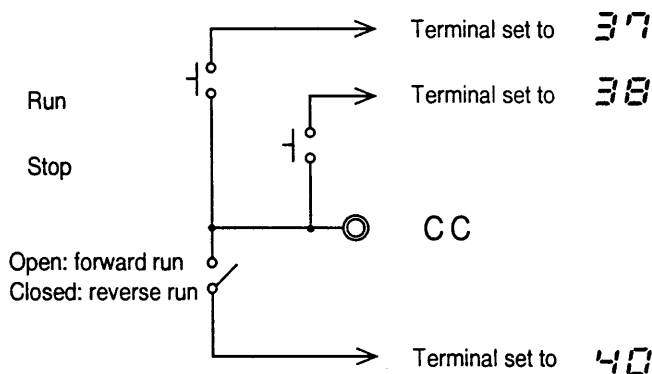 Terminal set to 37
Run
Terminal set to 38
Stop
CC
Open: forward run
Closed: reverse run
Terminal set to 40